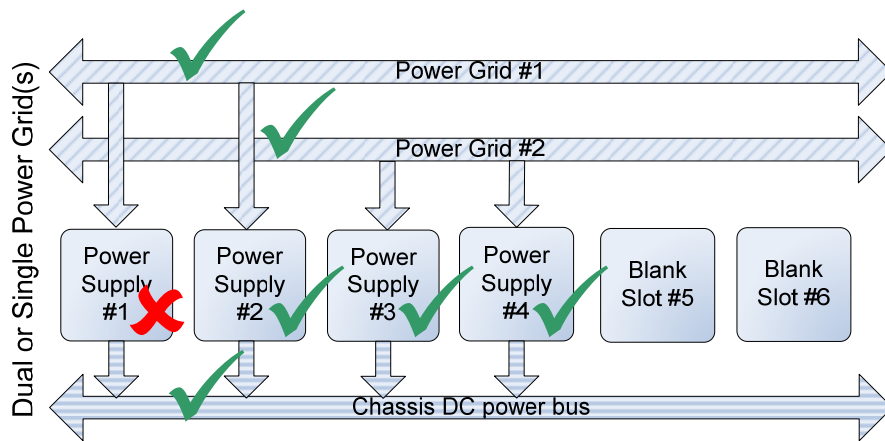 Dual or Single Power Grid(s)
Power Grid #1
Power Grid #2
Power
Supply
#1
Power
Supply
#2
Power
Supply
#3
Power
Supply
#4
Blank
Slot #5
Blank
Slot #6
Chassis DC power bus